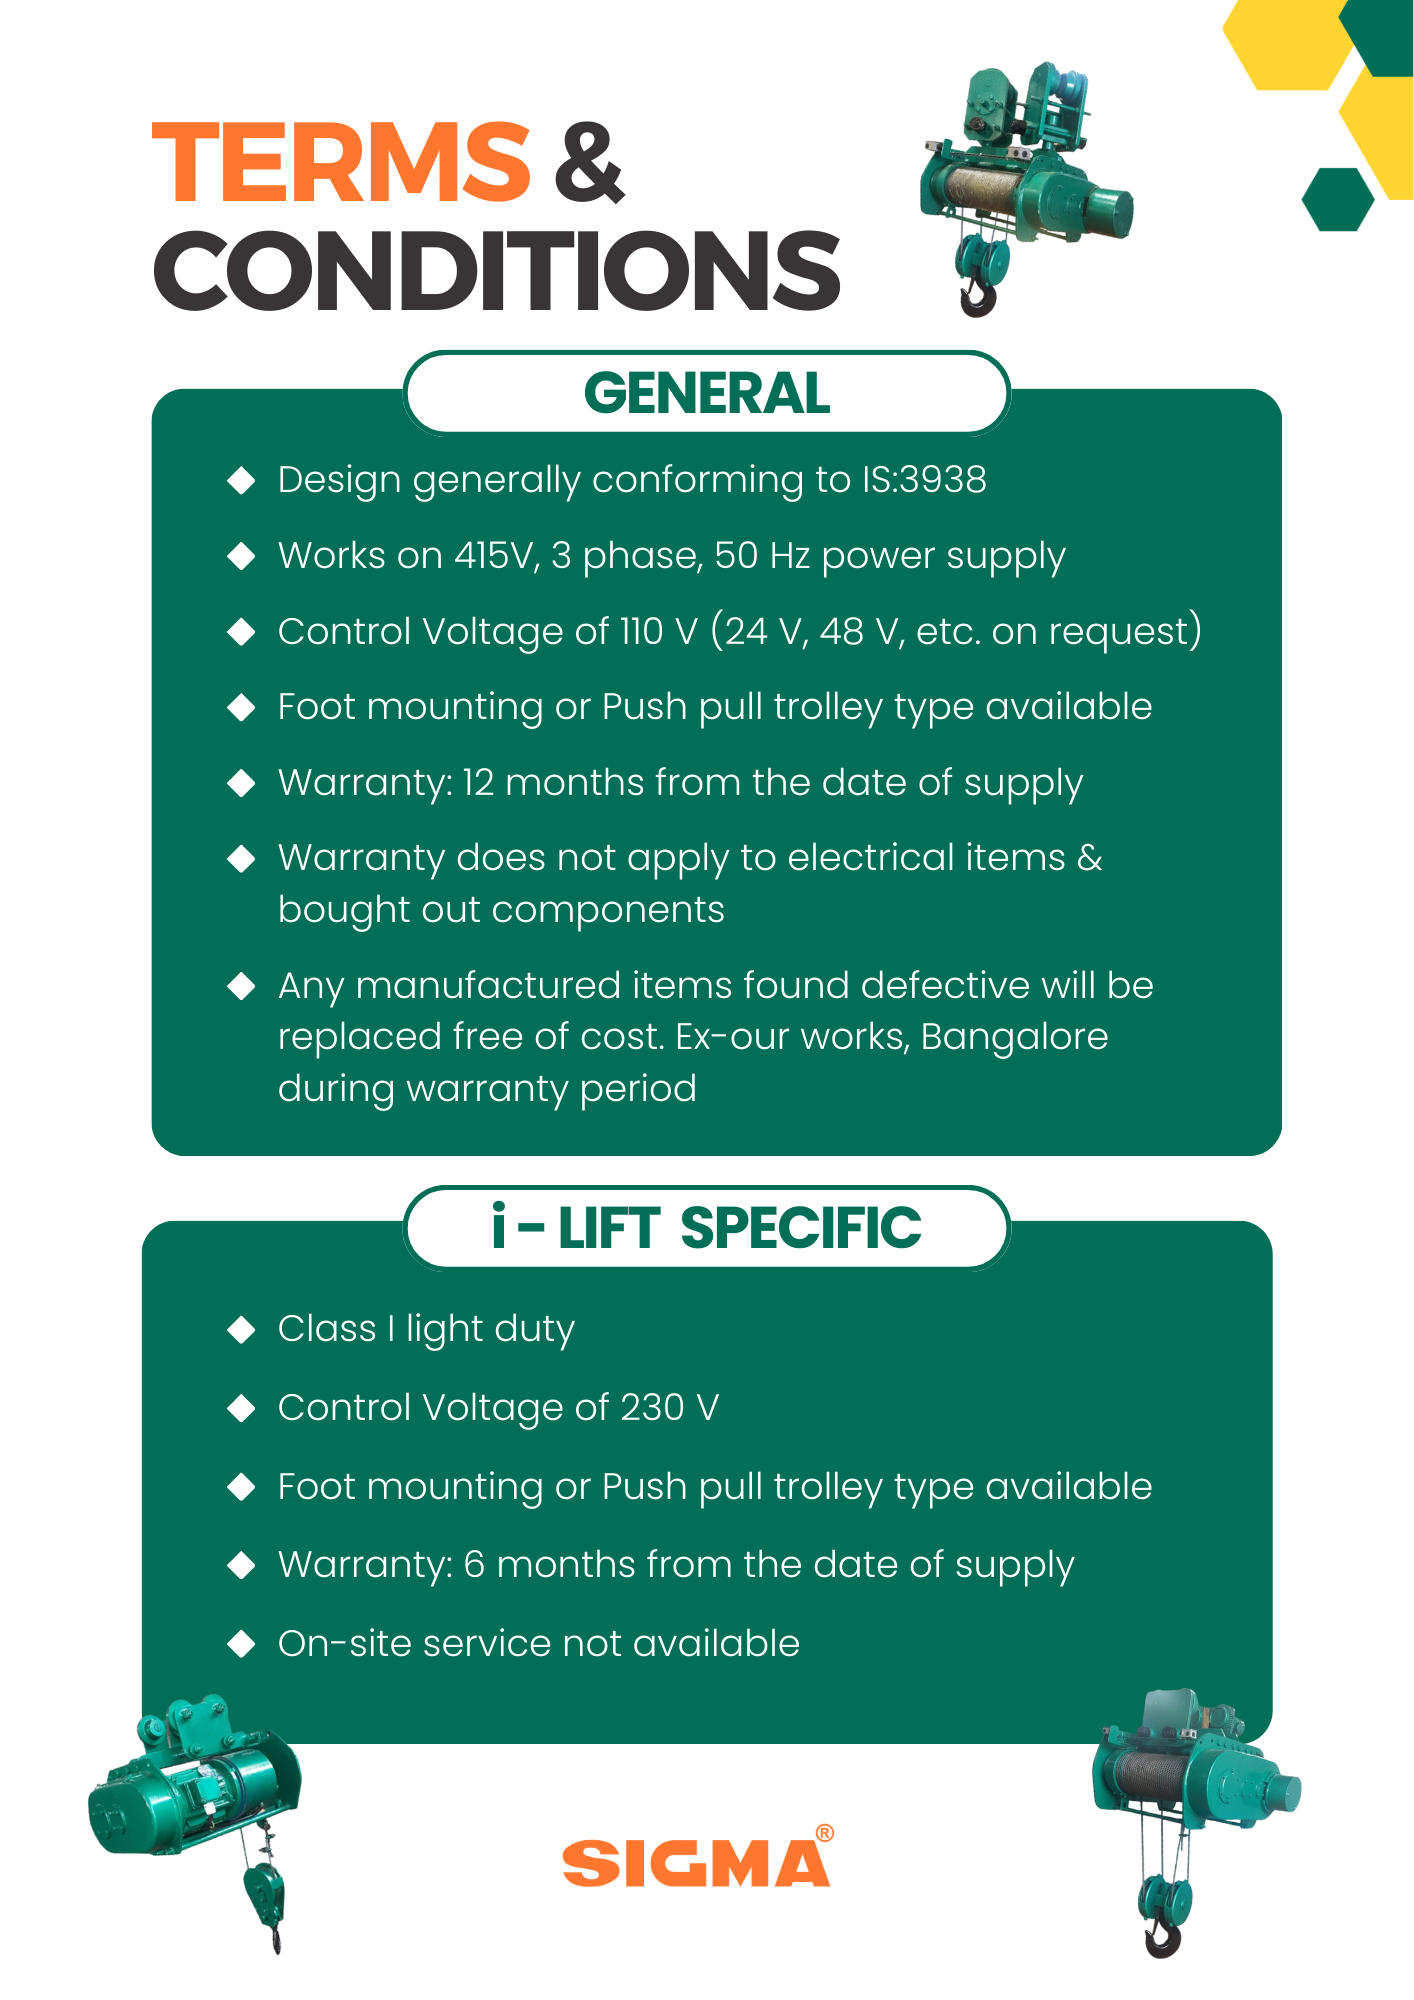 TERMS &
CONDITIONS
GENERAL
Design generally conforming to IS:3938
Works on 415V, 3 phase, 50 Hz power supply
Control Voltage of 110 V (24 V, 48 V, etc. on request)
Foot mounting or Push pull trolley type available
Warranty: 12 months from the date of supply
Warranty does not apply to electrical items &
bought out components
Any manufactured items found defective will be
replaced free of cost. Ex-our works, Bangalore
during warranty period
i - LIFT SPECIFIC
Class I light duty
Control Voltage of 230 V
Foot mounting or Push pull trolley type available
Warranty: 6 months from the date of supply
On-site service not available
SIGMA®